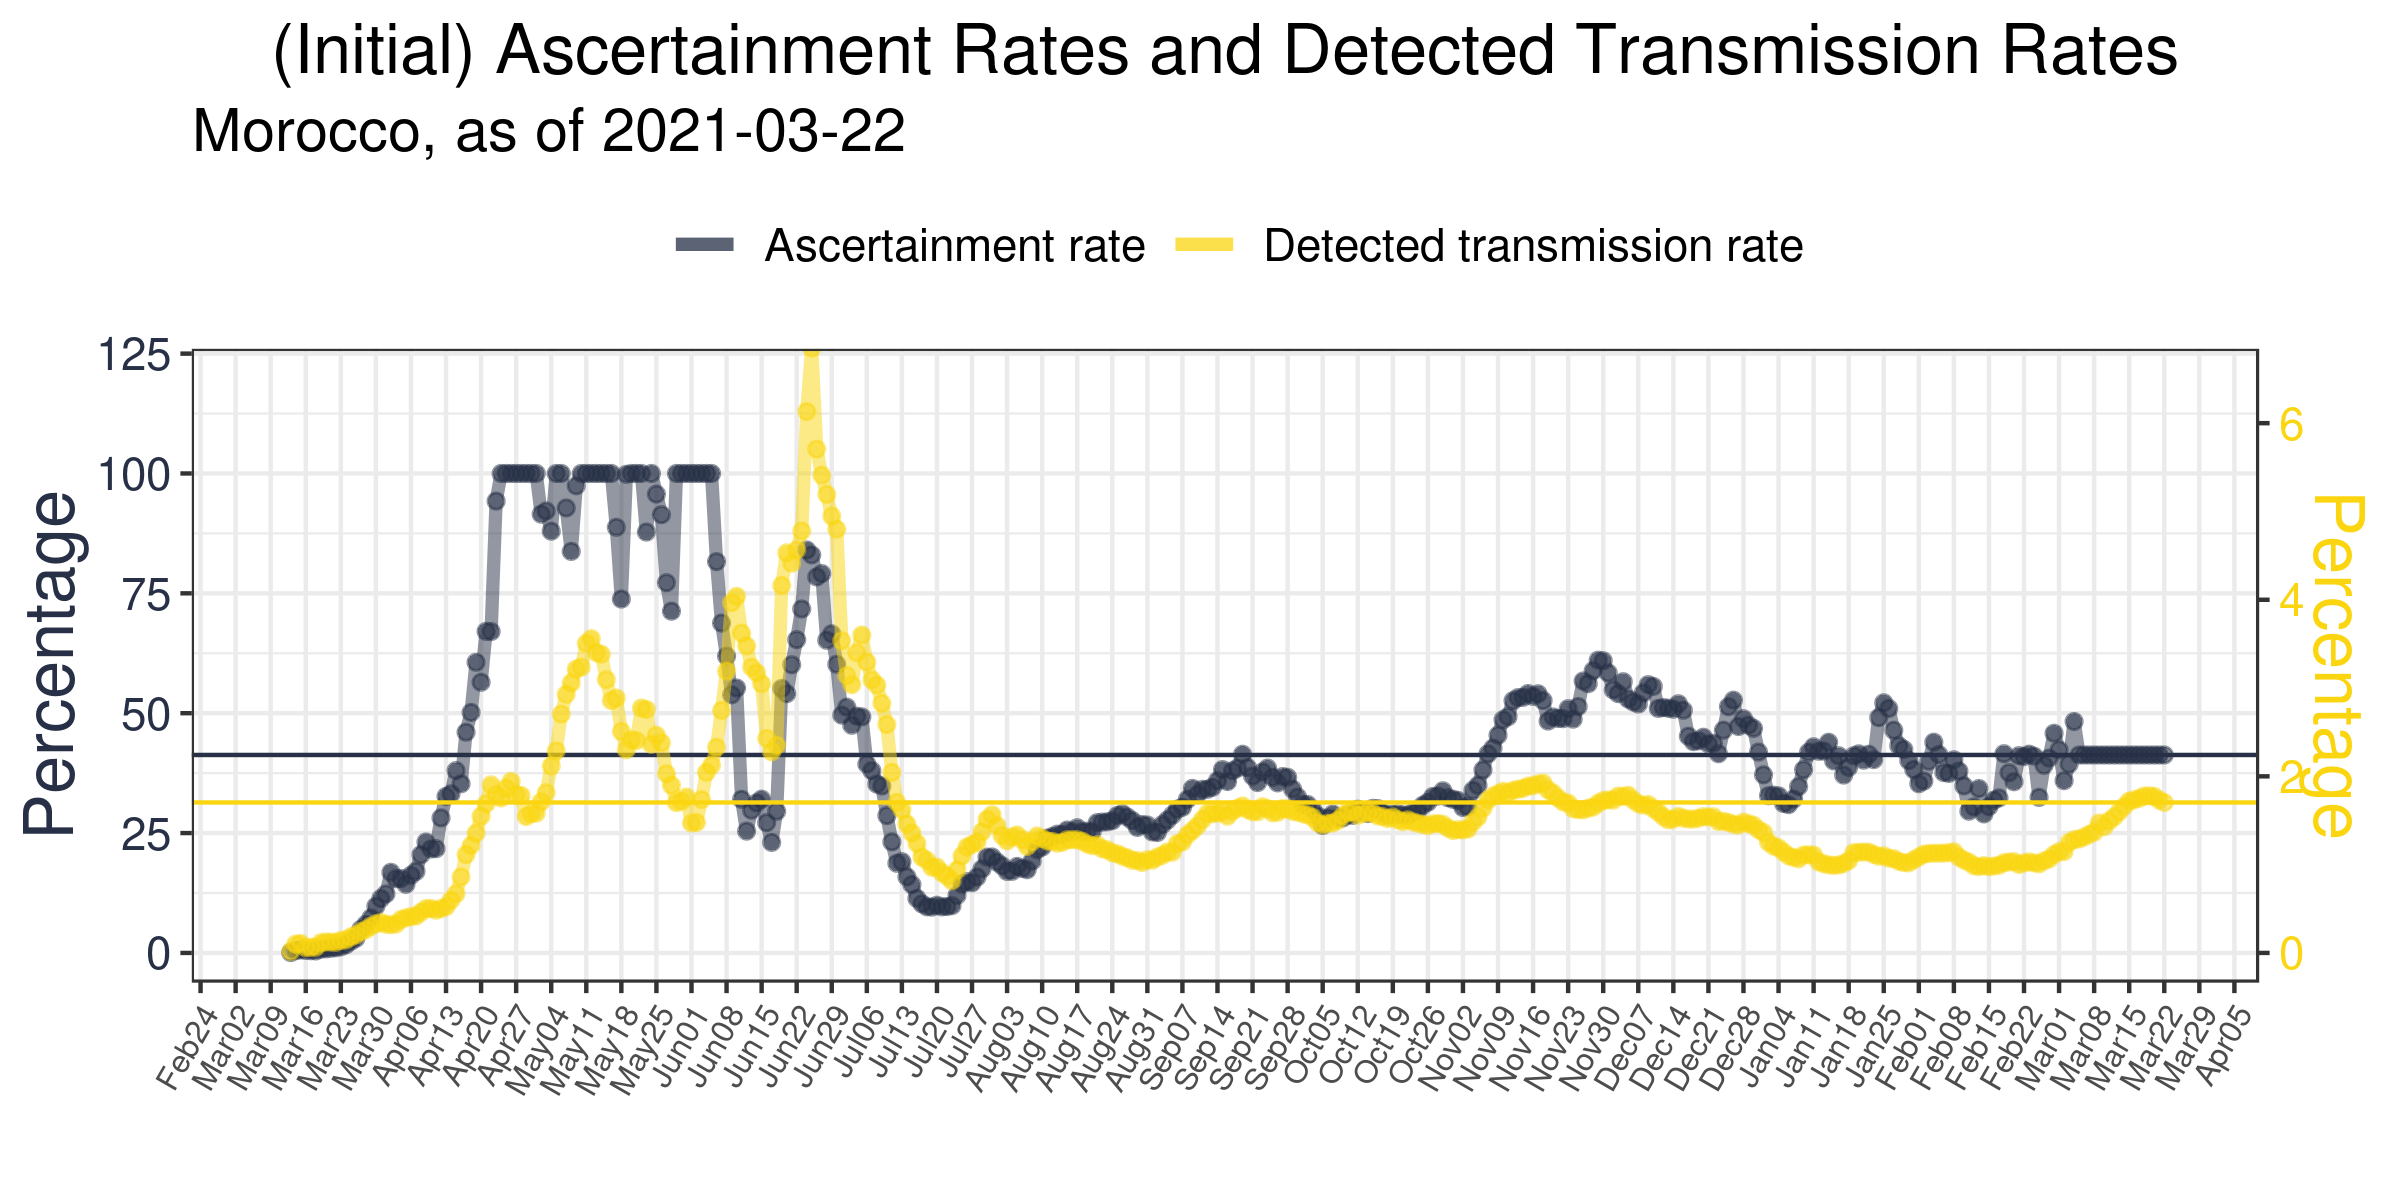 (Initial) Ascertainment Rates and Detected Transmission Rates
Morocco, as of 2021-03-22
Ascertainment rate
Detected transmission rate
Percentage
125
100
75
50
25
0
6
4
2
0
Percentage
Feb24
Mar02
Mar09
Mar16
Mar23
Mar30
Apr06
Apr13
Apr20
Apr27
May04
May11
May18
May25
Jun01
Jun08
Jun15
Jun22
Jun29
Jul06
Jul13
Jul20
Jul27
Aug03
Aug10
Aug17
Aug24
Aug31
Sep07
Sep14
Sep21
Sep28
Oct05
Oct12
Oct19
Oct26
Nov02
Nov09
Nov16
Nov23
Nov30
Dec07
Dec14
Dec21
Dec28
Jan04
Jan11
Jan18
Jan25
Feb01
Feb08
Feb15
Feb22
Mar01
Mar08
Mar15
Mar22
Mar29
Apr05